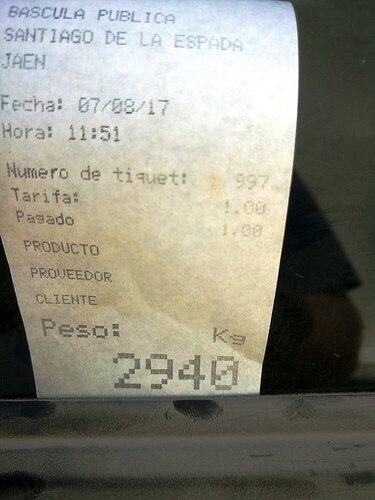 BASCULA PUBLICA
SANTIAGO DE LA ESPADA
JAEN
Fecha: 07/08/17
Hora: 11:51
Numero de tiquet: 997
Tarifa: 1.00
Pagado 1.00
PRODUCTO
PROVEEDOR
CLIENTE
Peso: Kg
2940